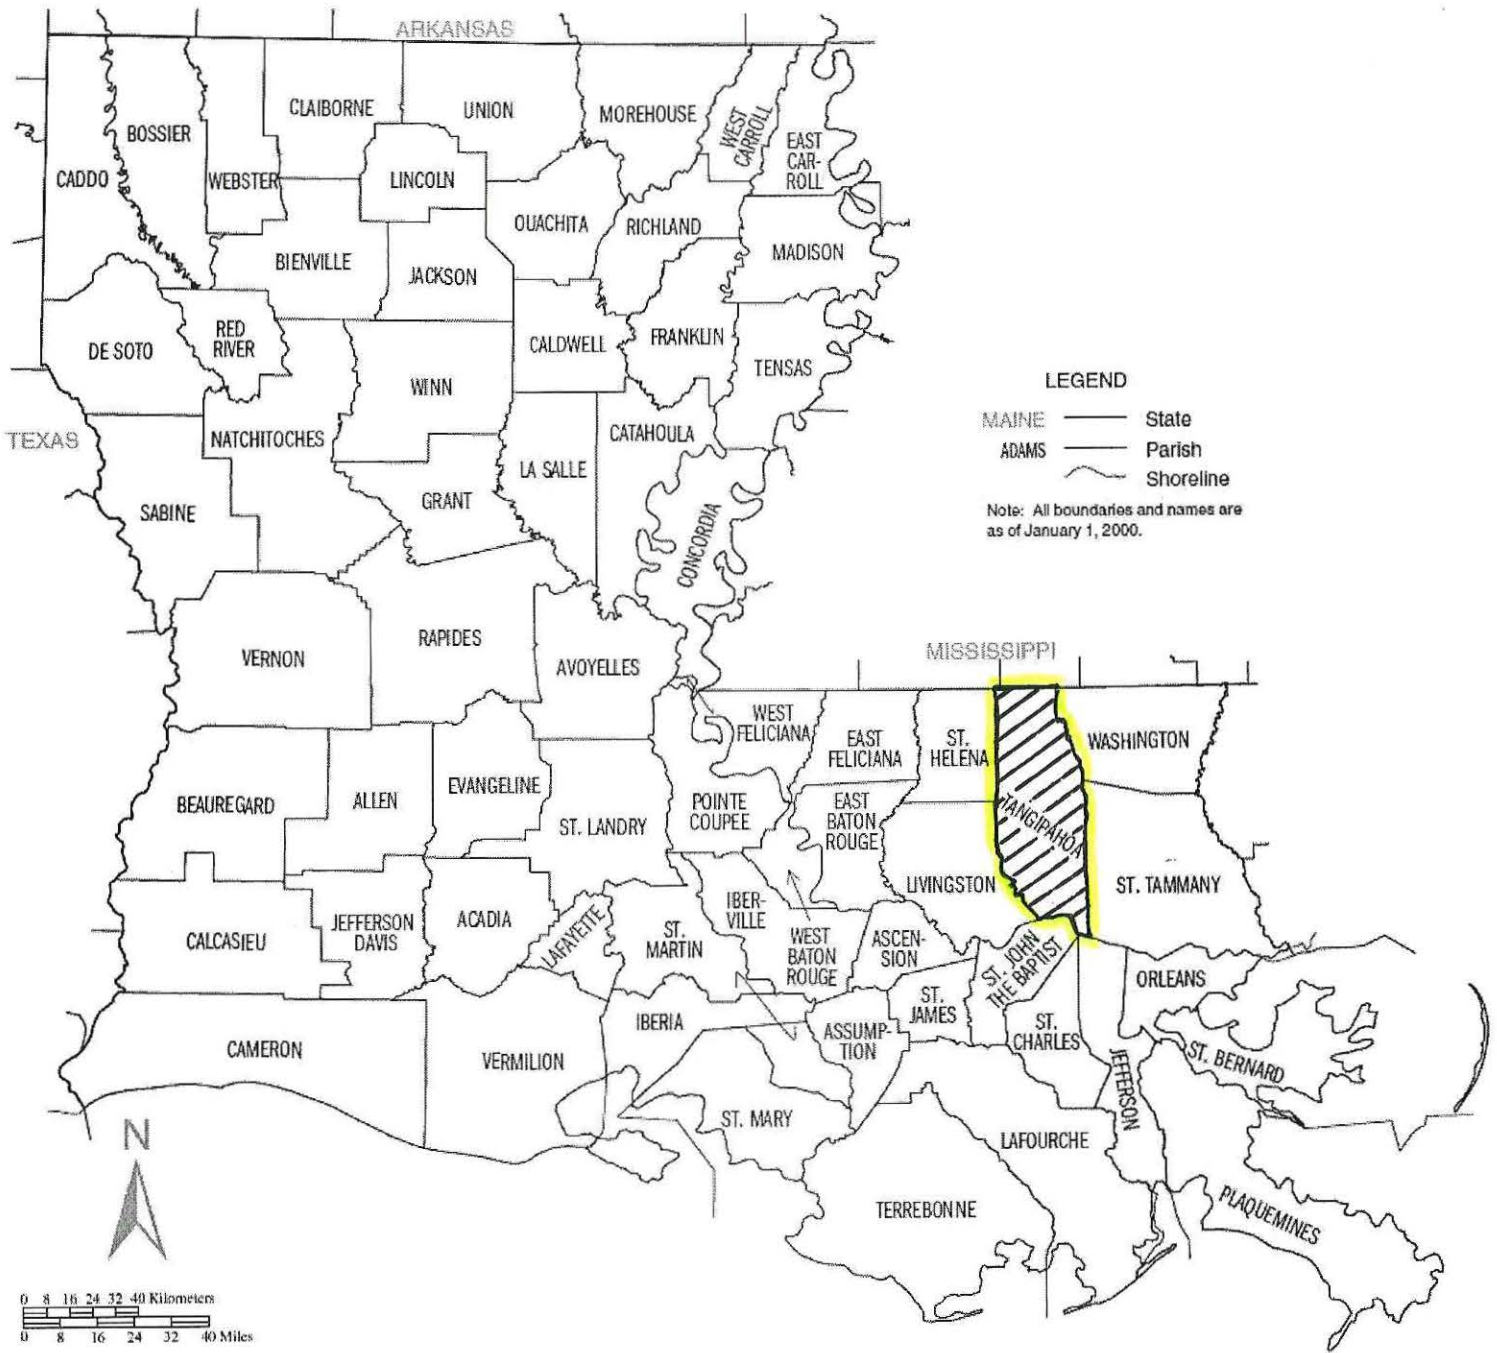 ARKANSAS
CLAIBORNE
UNION
MOREHOUSE
WEST
CARROLL
EAST
CAR-
ROLL
BOSSIER
CADDO
WEBSTER
LINCOLN
OUACHITA
RICHLAND
MADISON
BIENVILLE
JACKSON
DE SOTO
RED
RIVER
CALDWELL
FRANKLIN
TENSAS
WINN
TEXAS
NATCHITOCHES
CATAHOULA
LA SALLE
GRANT
SABINE
CONCORDIA
LEGEND
MAINE State
ADAMS Parish
Shoreline
Note: All boundaries and names are
as of January 1, 2000.
VERNON
RAPIDES
AVOYELLES
MISSISSIPPI
WEST
FELICIANA
EAST
FELICIANA
ST.
HELENA
WASHINGTON
TANGIPAHOA
BEAUREGARD
ALLEN
EVANGELINE
ST. LANDRY
POINTE
COUPEE
EAST
BATON
ROUGE
LIVINGSTON
ST. TAMMANY
CALCASIEU
JEFFERSON
DAVIS
ACADIA
LAFAYETTE
ST.
MARTIN
IBER-
VILLE
WEST
BATON
ROUGE
ASCEN-
SION
ST. JOHN
THE BAPTIST
ORLEANS
CAMERON
VERMILION
IBERIA
ASSUMP-
TION
ST.
JAMES
ST.
CHARLES
JEFFERSON
ST. BERNARD
ST. MARY
LAFOURCHE
TERREBONNE
PLAQUEMINES
N
0 8 16 24 32 40 Kilometers
0 8 16 24 32 40 Miles